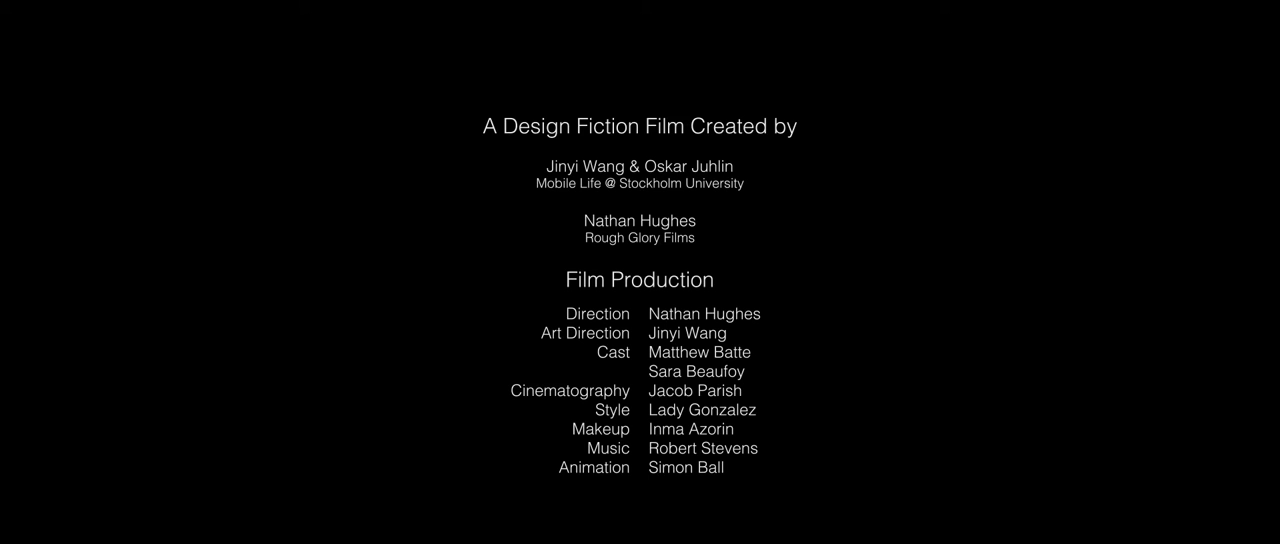 A Design Fiction Film Created by
Jinyi Wang & Oskar Juhlin
Mobile Life @ Stockholm University
Nathan Hughes
Rough Glory Films
Film Production
Direction Nathan Hughes
Art Direction Jinyi Wang
Cast Matthew Batte
Sara Beaufoy
Cinematography Jacob Parish
Style Lady Gonzalez
Makeup Inma Azorin
Music Robert Stevens
Animation Simon Ball